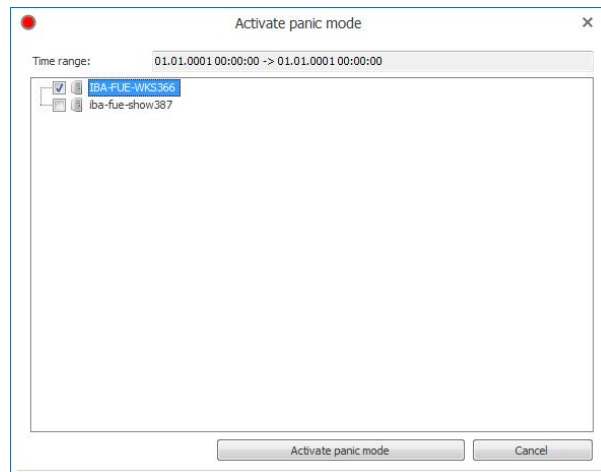 Activate panic mode
Time range: 01.01.0001 00:00:00 -> 01.01.0001 00:00:00
IBA-FUE-WKS366
iba-fue-show387
Activate panic mode Cancel